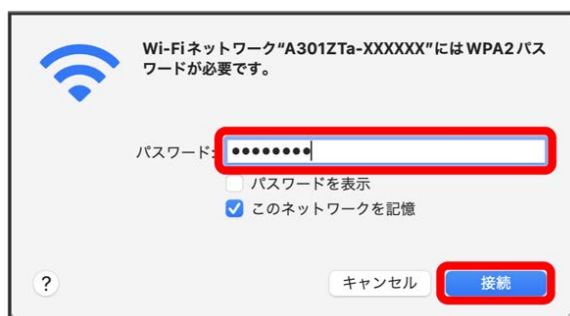 Wi-Fiネットワーク“A301ZTa-XXXXXX”にはWPA2パス
ワードが必要です。
パスワード: ••••••••
パスワードを表示
このネットワークを記憶
? キャンセル 接続